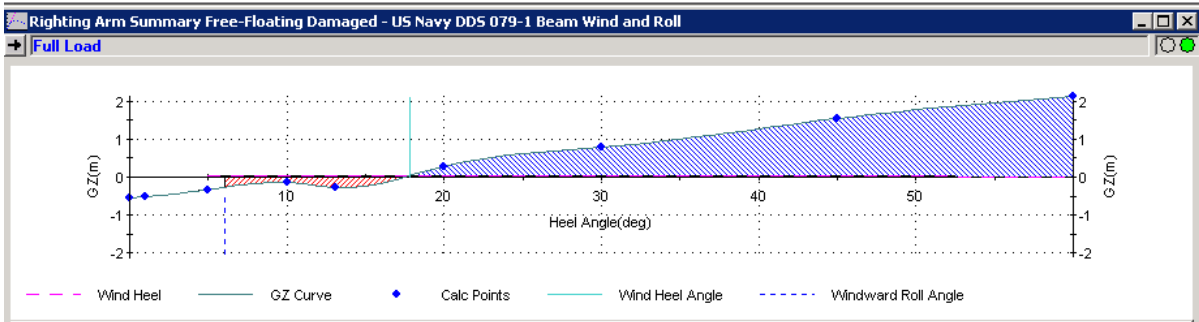 Righting Arm Summary Free-Floating Damaged - US Navy DDS 079-1 Beam Wind and Roll
Full Load
2 2
1 1
0 10 20 30 40 50 0
-1 -1
-2 -2
GZ(m)
GZ(m)
Heel Angle(deg)
Wind Heel GZ Curve Calc Points Wind Heel Angle Windward Roll Angle